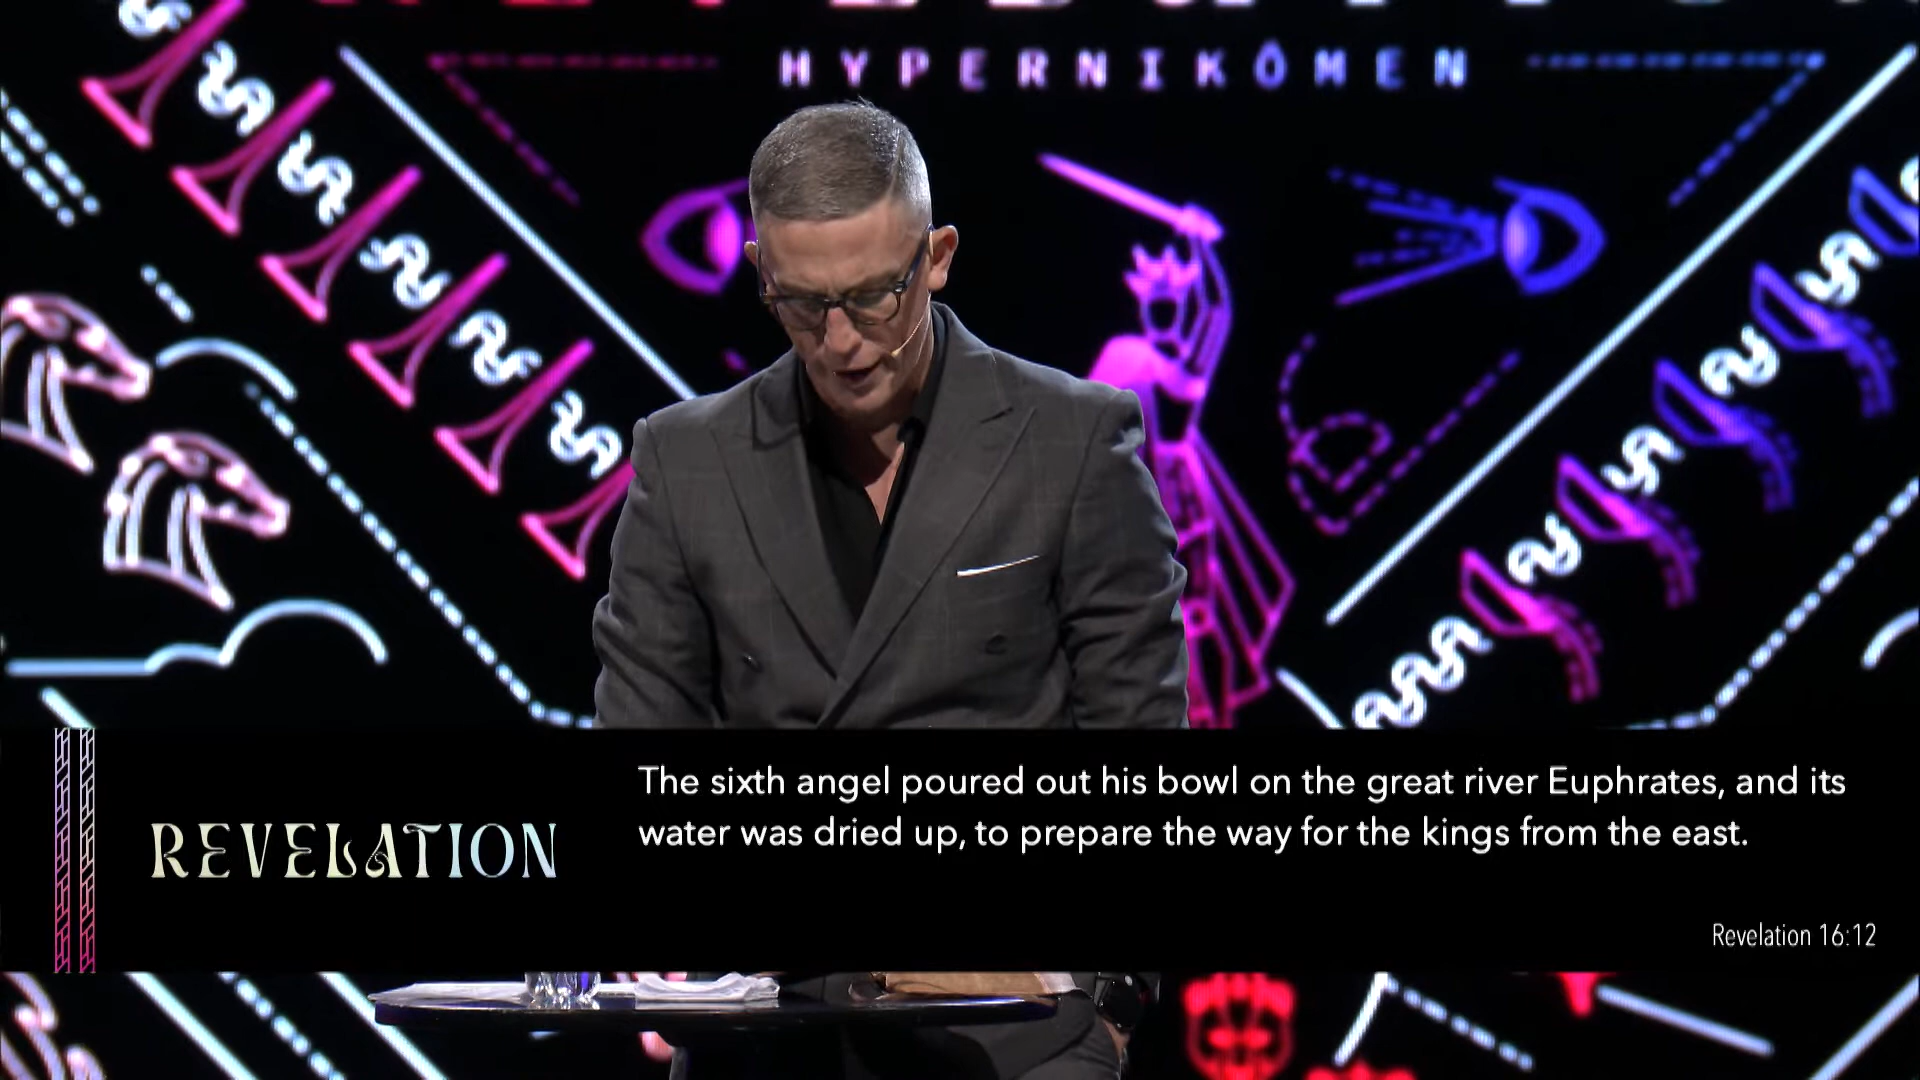 HYPERNIKŌMEN
REVELATION
The sixth angel poured out his bowl on the great river Euphrates, and its
water was dried up, to prepare the way for the kings from the east.
Revelation 16:12